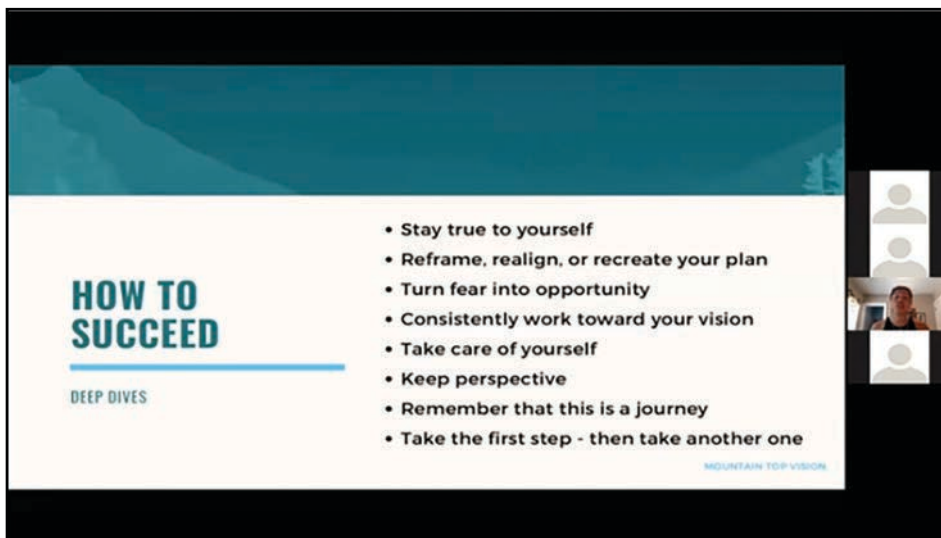 HOW TO
SUCCEED
DEEP DIVES
• Stay true to yourself
• Reframe, realign, or recreate your plan
• Turn fear into opportunity
• Consistently work toward your vision
• Take care of yourself
• Keep perspective
• Remember that this is a journey
• Take the first step - then take another one
MOUNTAIN TOP VISION